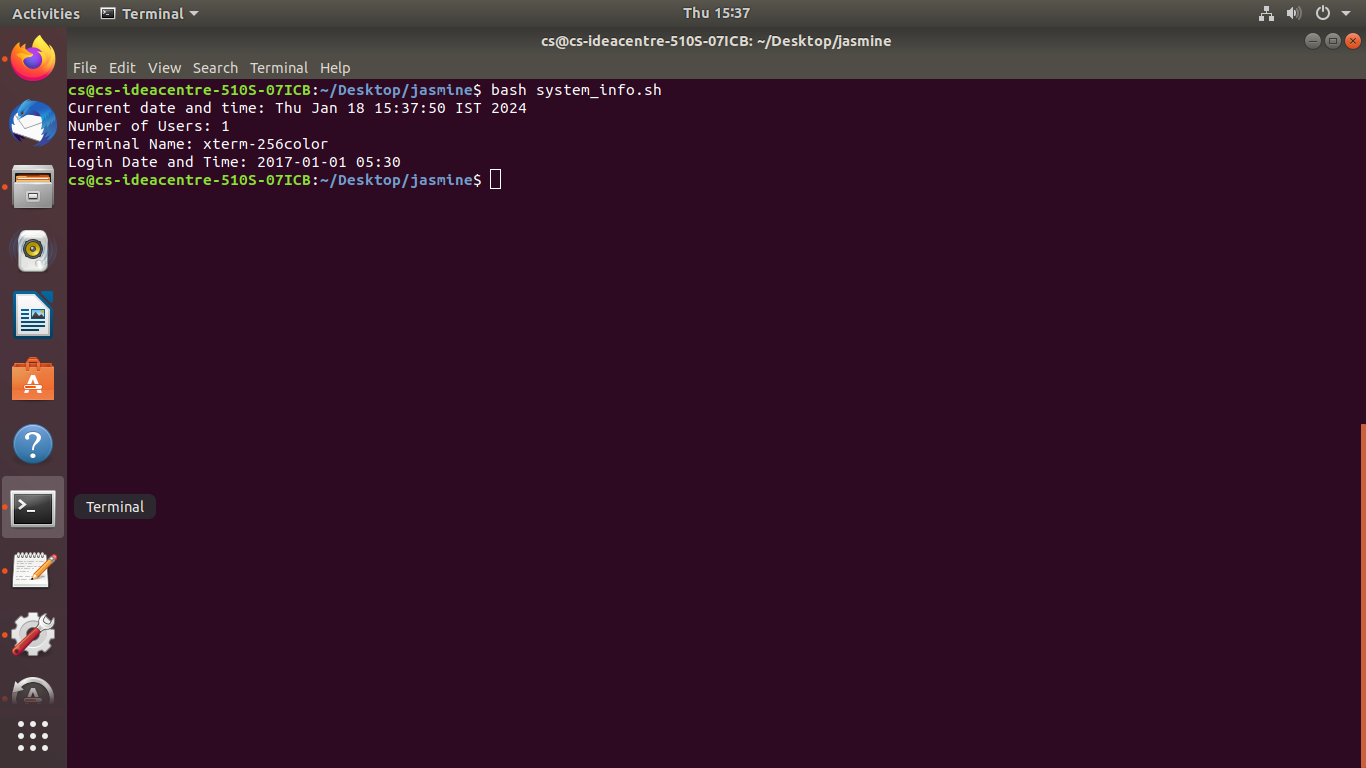 Activities Terminal Thu 15:37
cs@cs-ideacentre-510S-07ICB: ~/Desktop/jasmine
File Edit View Search Terminal Help
cs@cs-ideacentre-510S-07ICB:~/Desktop/jasmine$ bash system_info.sh
Current date and time: Thu Jan 18 15:37:50 IST 2024
Number of Users: 1
Terminal Name: xterm-256color
Login Date and Time: 2017-01-01 05:30
cs@cs-ideacentre-510S-07ICB:~/Desktop/jasmine$
Terminal